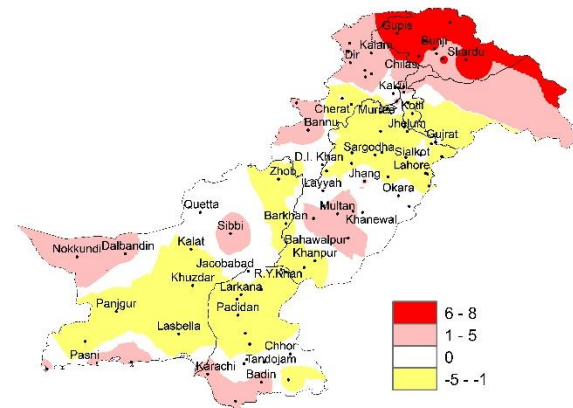 Gupis
Kalam
Bunji
Dir
Skardu
Chilas
Kakul
Cherat
Murree
Kotli
Bannu
Jhelum
Gujrat
D.I. Khan
Sargodha
Sialkot
Zhob
Lahore
Layyah
Jhang
Okara
Quetta
Multan
Barkhan
Khanewal
Sibbi
Nokkundi
Dalbandin
Kalat
Bahawalpur
Khanpur
Jacobabad
R.Y.Khan
Khuzdar
Larkana
Panjgur
Padidan
Lasbella
Pasni
Chhor
Tandojam
Karachi
Badin
6 - 8
1 - 5
0
-5 - -1